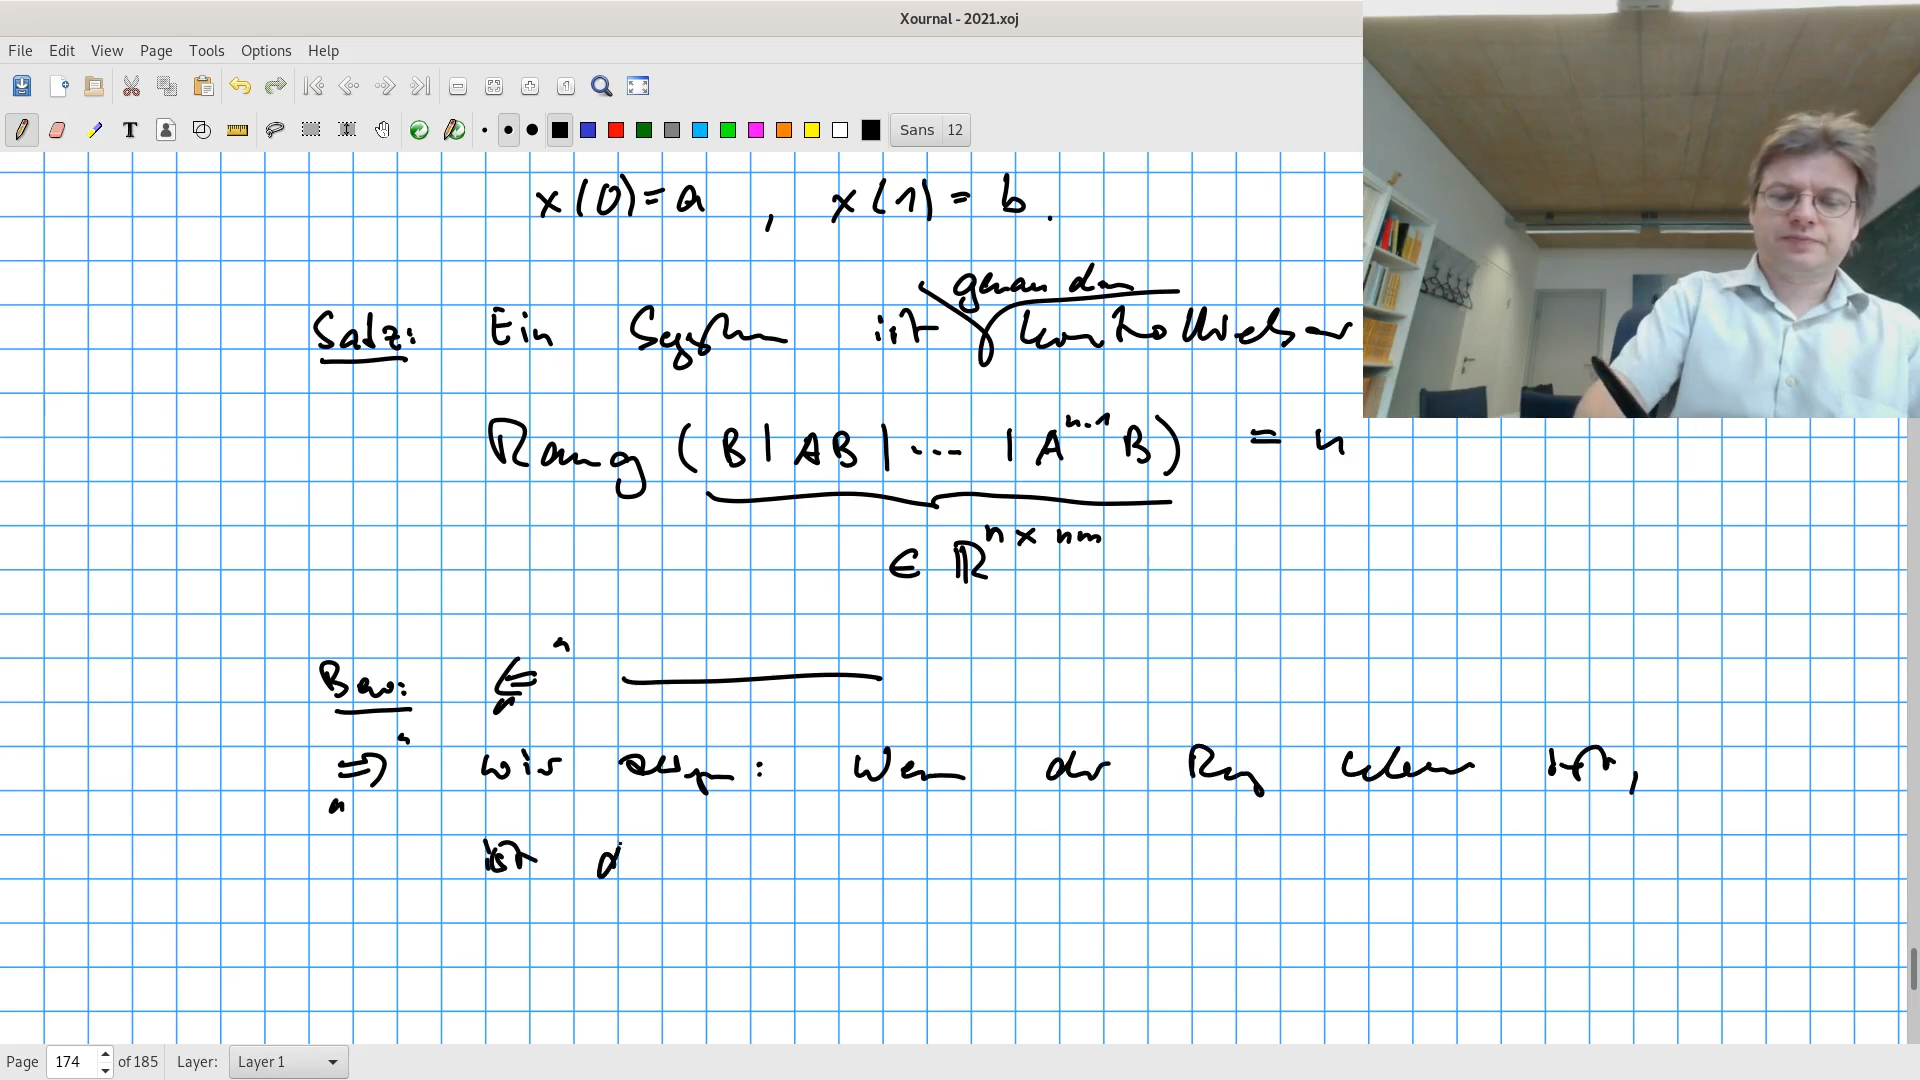 Xournal - 2021.xoj
File Edit View Page Tools Options Help
Sans 12
x(0) = a , x(1) = b.
genau dann
Satz: Ein System ist kontrollierbar
Rang (B | AB | ... | A^{n-1} B) = n
∈ ℝ^{n × nm}
Bew: "⇐"
"⇒" wir zeigen: Wenn der Rang kleiner ist,
ist d
Page 174 of 185 Layer: Layer 1